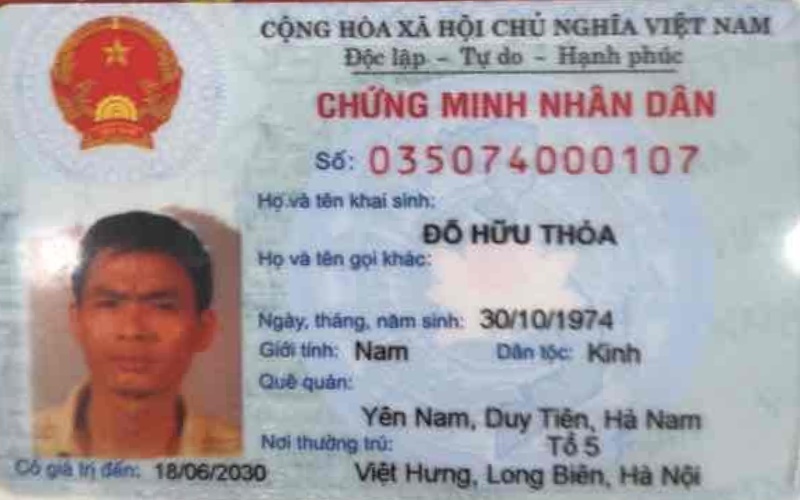 CỘNG HÒA XÃ HỘI CHỦ NGHĨA VIỆT NAM
Độc lập - Tự do - Hạnh phúc
CHỨNG MINH NHÂN DÂN
Số: 035074000107
Họ và tên khai sinh:
ĐỖ HỮU THỎA
Họ và tên gọi khác:
Ngày, tháng, năm sinh: 30/10/1974
Giới tính: Nam Dân tộc: Kinh
Quê quán:
Yên Nam, Duy Tiên, Hà Nam
Nơi thường trú: Tổ 5
Việt Hưng, Long Biên, Hà Nội
Có giá trị đến: 18/06/2030